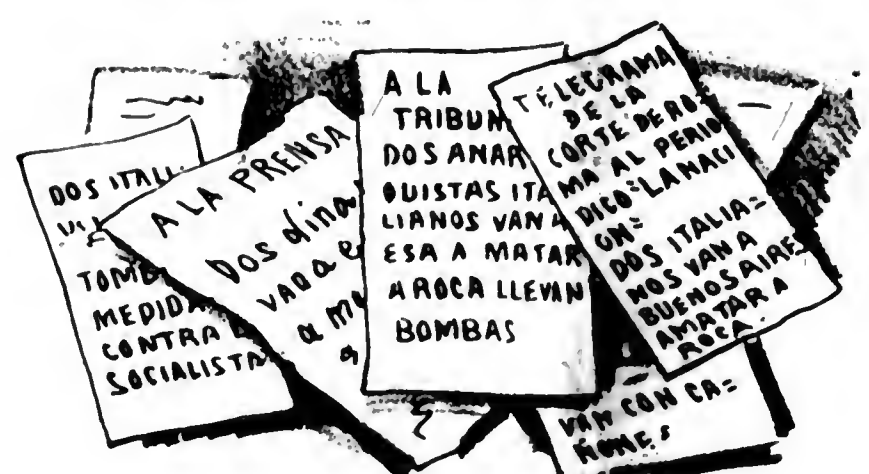 DOS ITALI
TOME
MEDIDA
CONTRA
SOCIALISTA
A LA PRENSA
Dos dina
van a e
a m
A LA
TRIBUN
DOS ANAR
QUISTAS ITA
LIANOS VAN A
ESA A MATAR
A ROCA LLEVAN
BOMBAS
TELEGRAMA
DE LA
CORTE DE RO=
MA AL PERIO
DICO "LA NACI
ON=
DOS ITALIA=
NOS VAN A
BUENOS AIRES
A MATAR A
ROCA.
VAN CON CA=
ÑONES